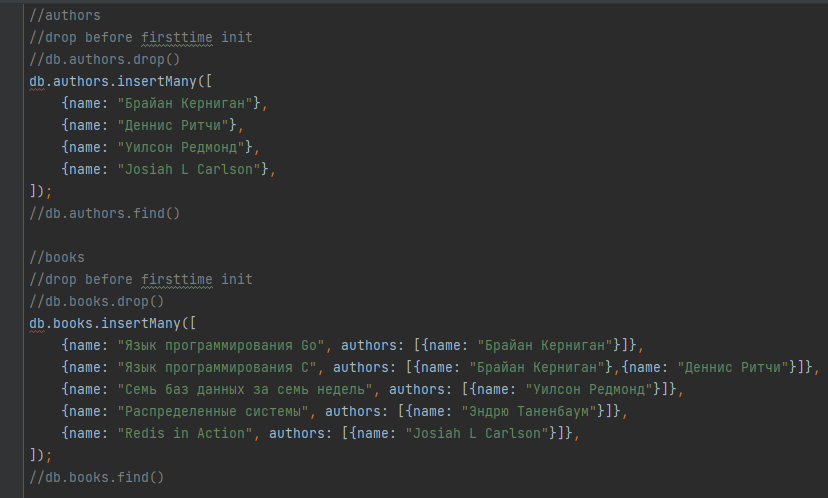 //authors
//drop before firsttime init
//db.authors.drop()
db.authors.insertMany([
    {name: "Брайан Керниган"},
    {name: "Деннис Ритчи"},
    {name: "Уилсон Редмонд"},
    {name: "Josiah L Carlson"},
]);
//db.authors.find()

//books
//drop before firsttime init
//db.books.drop()
db.books.insertMany([
    {name: "Язык программирования Go", authors: [{name: "Брайан Керниган"}]},
    {name: "Язык программирования C", authors: [{name: "Брайан Керниган"},{name: "Деннис Ритчи"}]},
    {name: "Семь баз данных за семь недель", authors: [{name: "Уилсон Редмонд"}]},
    {name: "Распределенные системы", authors: [{name: "Эндрю Таненбаум"}]},
    {name: "Redis in Action", authors: [{name: "Josiah L Carlson"}]},
]);
//db.books.find()